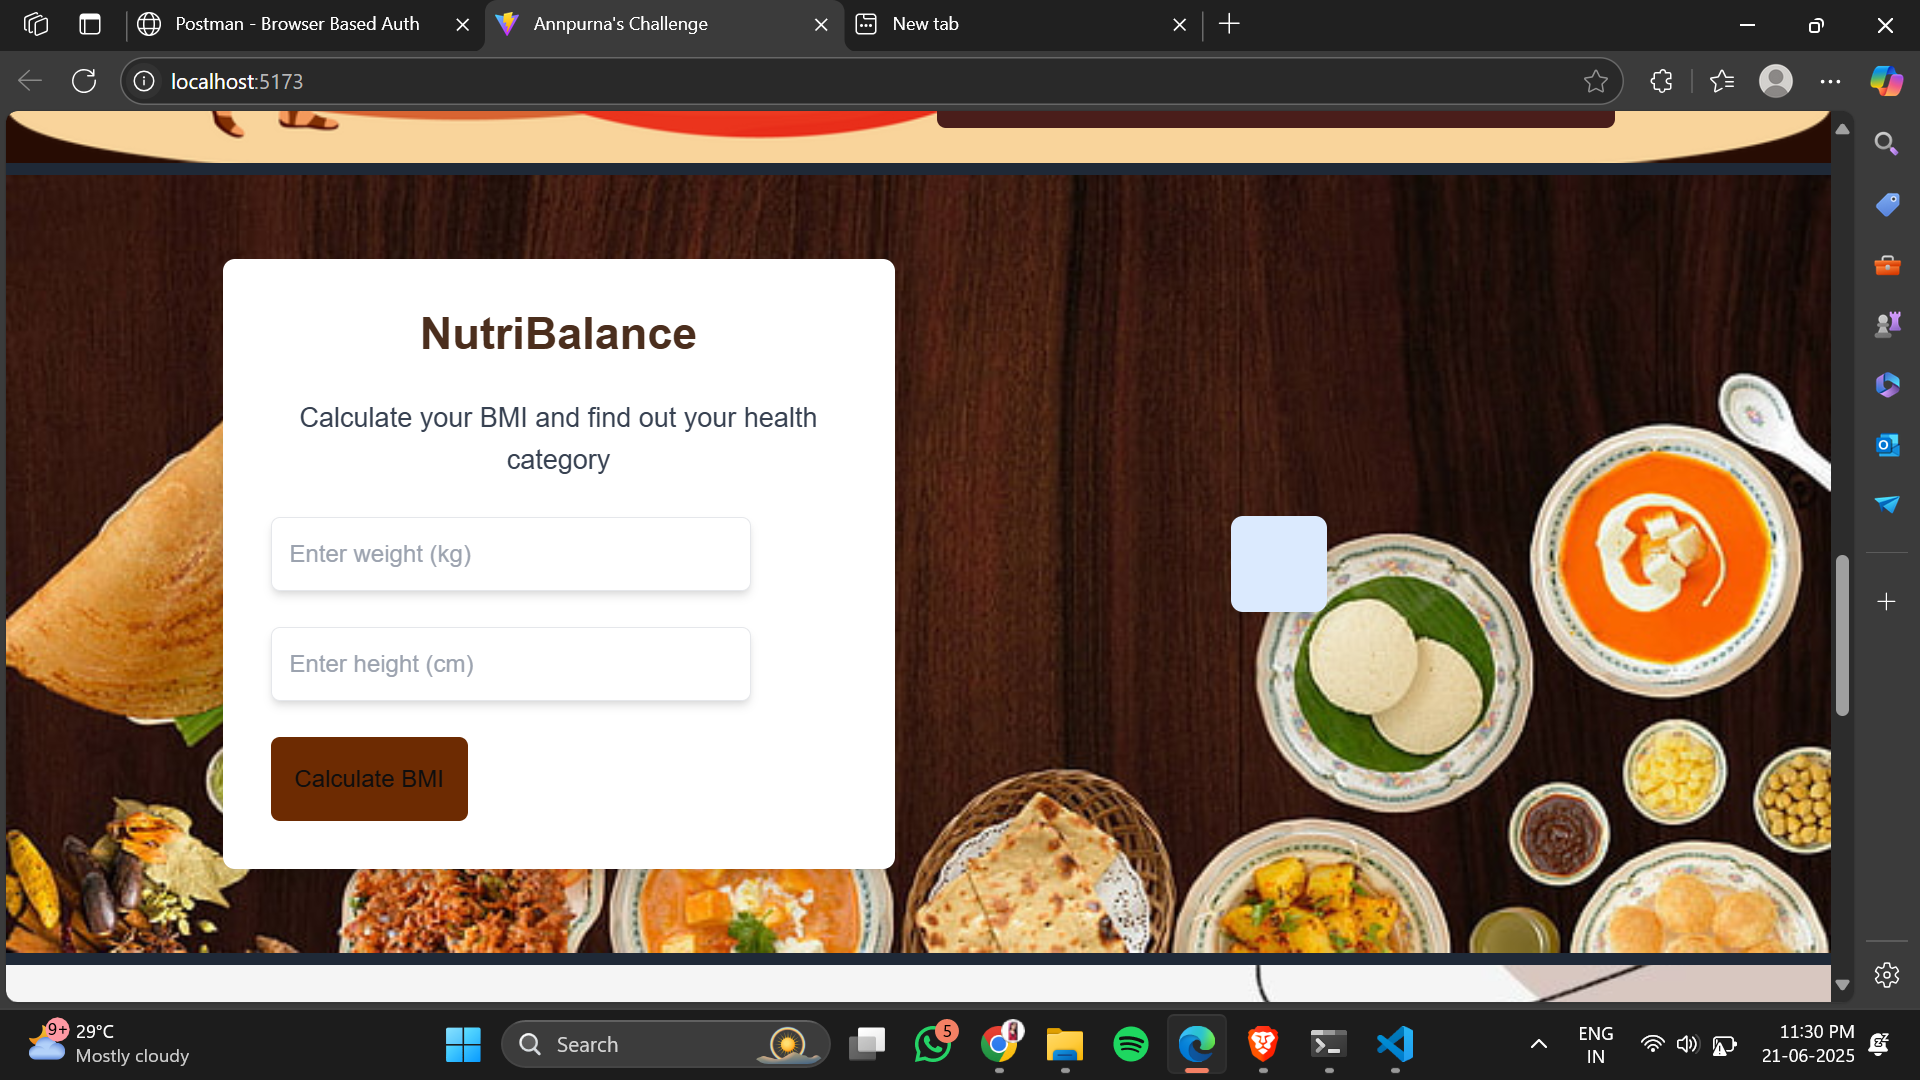 Postman - Browser Based Auth
Annpurna's Challenge
New tab
localhost:5173
NutriBalance
Calculate your BMI and find out your health
category
Enter weight (kg)
Enter height (cm)
Calculate BMI
9+
29°C
Mostly cloudy
Search
5
ENG
IN
11:30 PM
21-06-2025